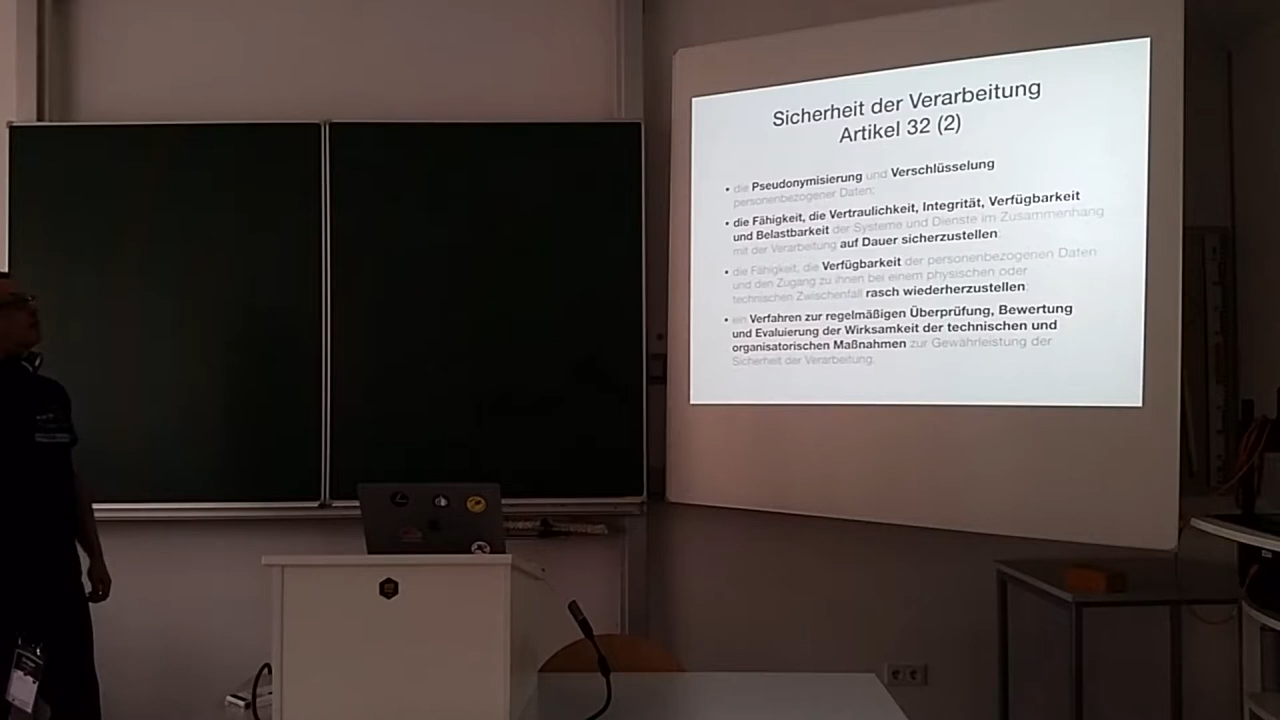 Sicherheit der Verarbeitung
Artikel 32 (2)
• die Pseudonymisierung und Verschlüsselung
personenbezogener Daten;
• die Fähigkeit, die Vertraulichkeit, Integrität, Verfügbarkeit
und Belastbarkeit der Systeme und Dienste im Zusammenhang
mit der Verarbeitung auf Dauer sicherzustellen;
• die Fähigkeit, die Verfügbarkeit der personenbezogenen Daten
und den Zugang zu ihnen bei einem physischen oder
technischen Zwischenfall rasch wiederherzustellen;
• ein Verfahren zur regelmäßigen Überprüfung, Bewertung
und Evaluierung der Wirksamkeit der technischen und
organisatorischen Maßnahmen zur Gewährleistung der
Sicherheit der Verarbeitung.